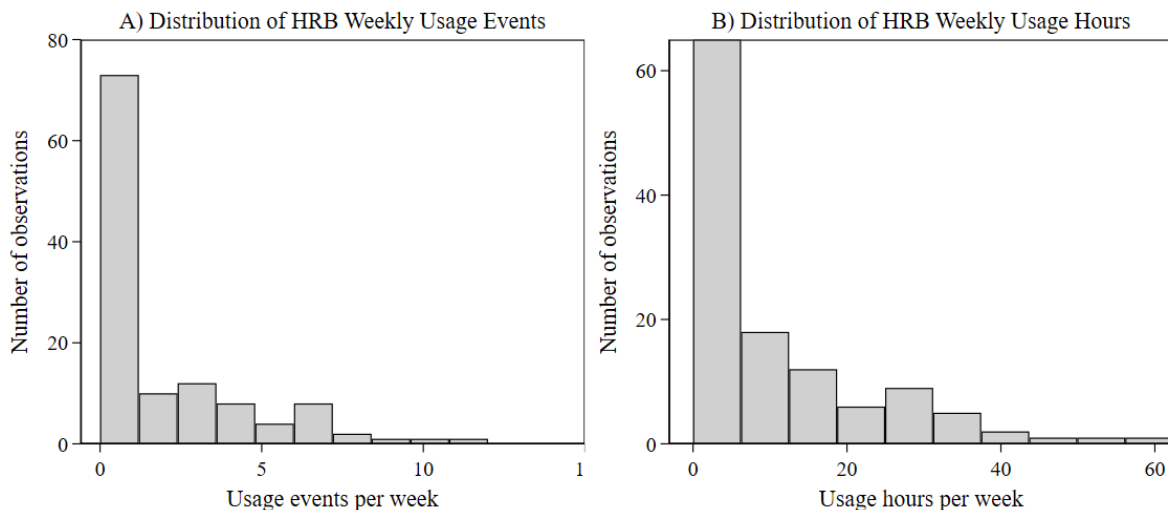 A) Distribution of HRB Weekly Usage Events
80
60
40
20
0
Number of observations
0 5 10 1
Usage events per week
B) Distribution of HRB Weekly Usage Hours
60
40
20
0
Number of observations
0 20 40 60
Usage hours per week